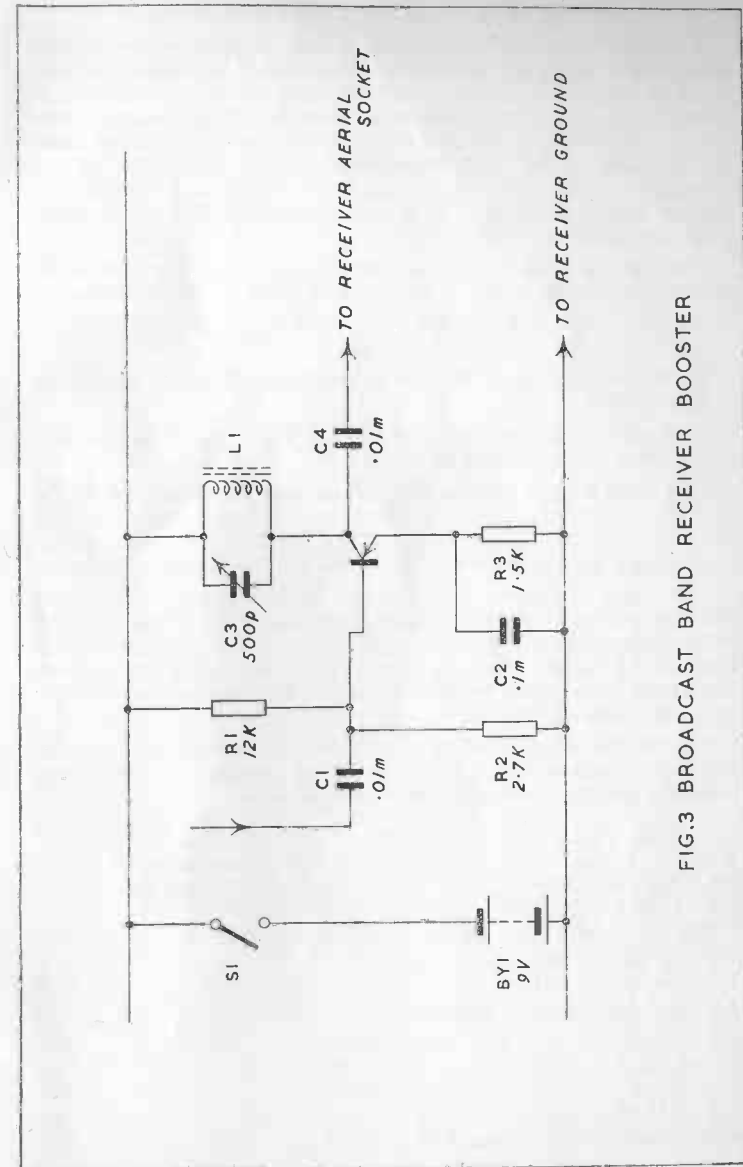 S1
BY1
9V
C1
.01m
R1
12K
R2
2.7K
C3
500p
L1
C2
.1m
R3
1.5K
C4
.01m
TO RECEIVER AERIAL
SOCKET
TO RECEIVER GROUND
FIG.3 BROADCAST BAND RECEIVER BOOSTER